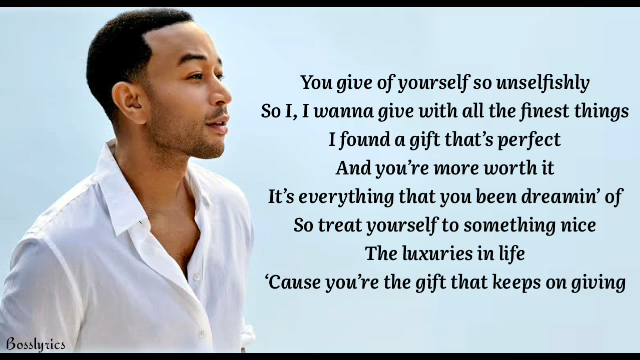 You give of yourself so unselfishly
So I, I wanna give with all the finest things
I found a gift that’s perfect
And you’re more worth it
It’s everything that you been dreamin’ of
So treat yourself to something nice
The luxuries in life
‘Cause you’re the gift that keeps on giving
Bosslyrics